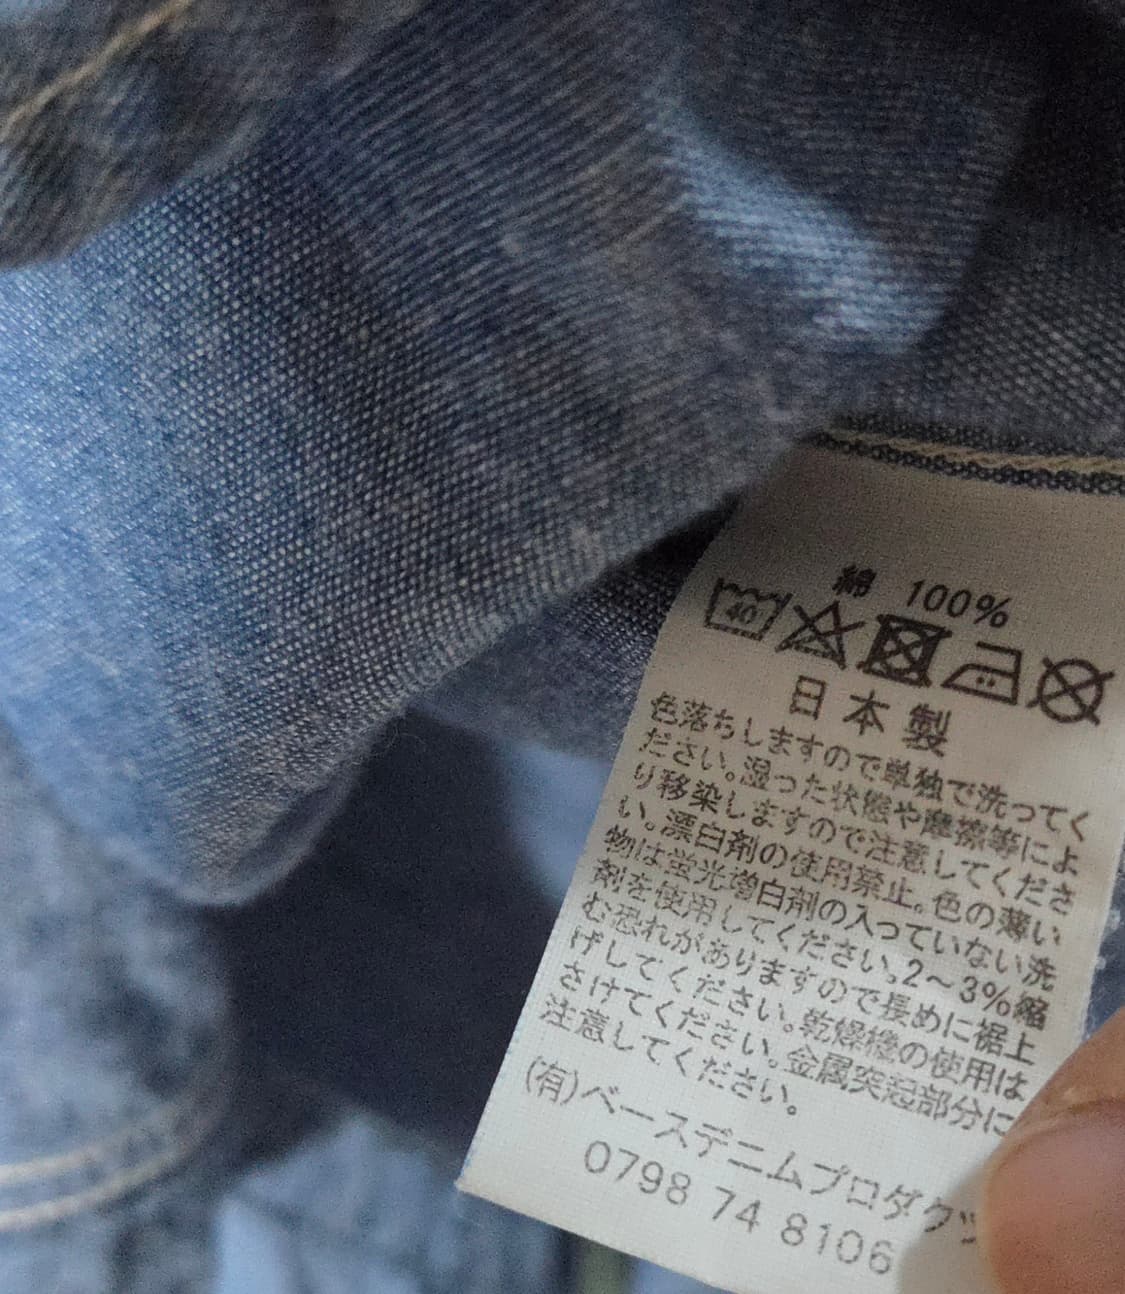 綿 100%
40
日本製
色落ちしますので単独で洗ってく
ださい。湿った状態や摩擦等によ
り移染しますので注意してくださ
い。漂白剤の使用禁止。色の薄い
物は蛍光増白剤の入っていない洗
剤を使用してください。2～3%縮
む恐れがありますので長めに裾上
げしてください。乾燥機の使用は
さけてください。金属突起部分に
注意してください。
(有)ベースデニムプロダクツ
0798 74 8106